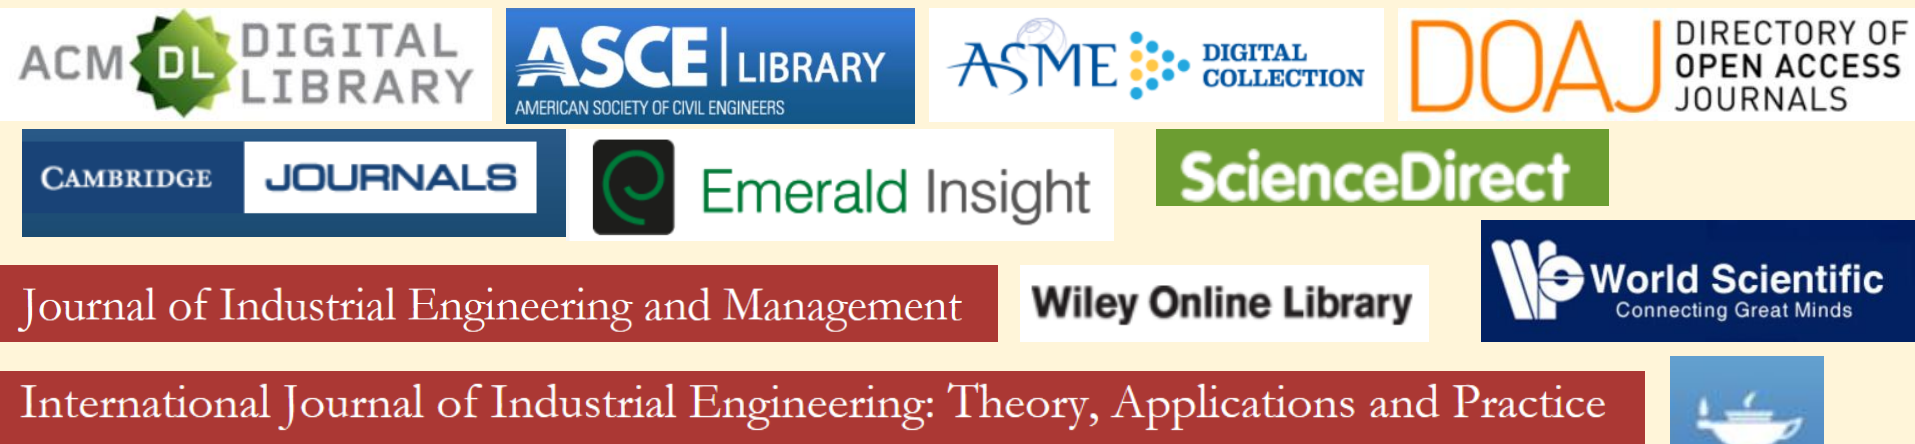 ACM DL DIGITAL LIBRARY
ASCE LIBRARY
AMERICAN SOCIETY OF CIVIL ENGINEERS
ASME DIGITAL COLLECTION
DOAJ DIRECTORY OF OPEN ACCESS JOURNALS
CAMBRIDGE JOURNALS
Emerald Insight
ScienceDirect
World Scientific
Connecting Great Minds
Journal of Industrial Engineering and Management
Wiley Online Library
International Journal of Industrial Engineering: Theory, Applications and Practice